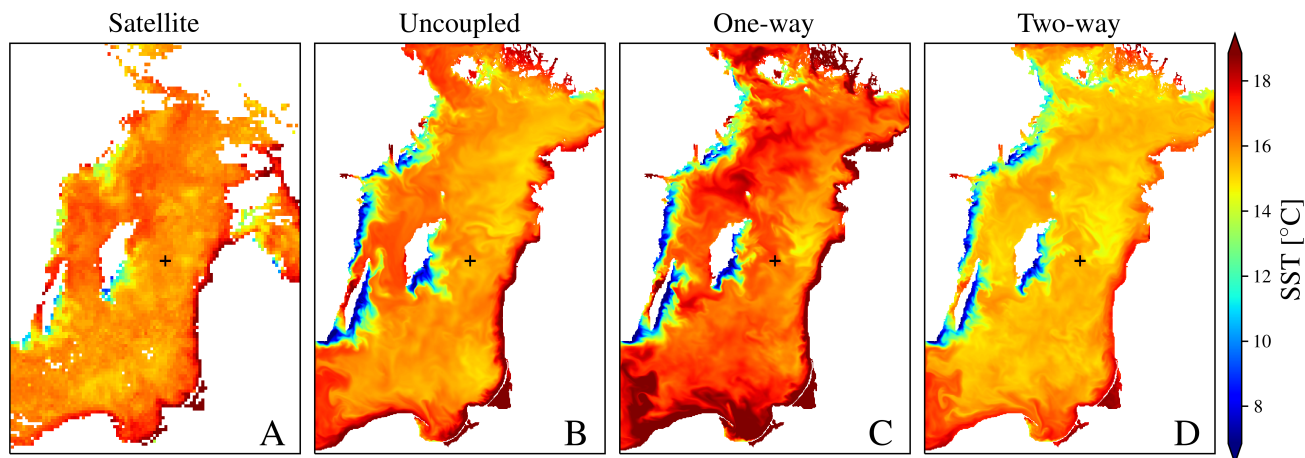 Satellite
Uncoupled
One-way
Two-way
A
B
C
D
18
16
14
12
10
8
SST [°C]